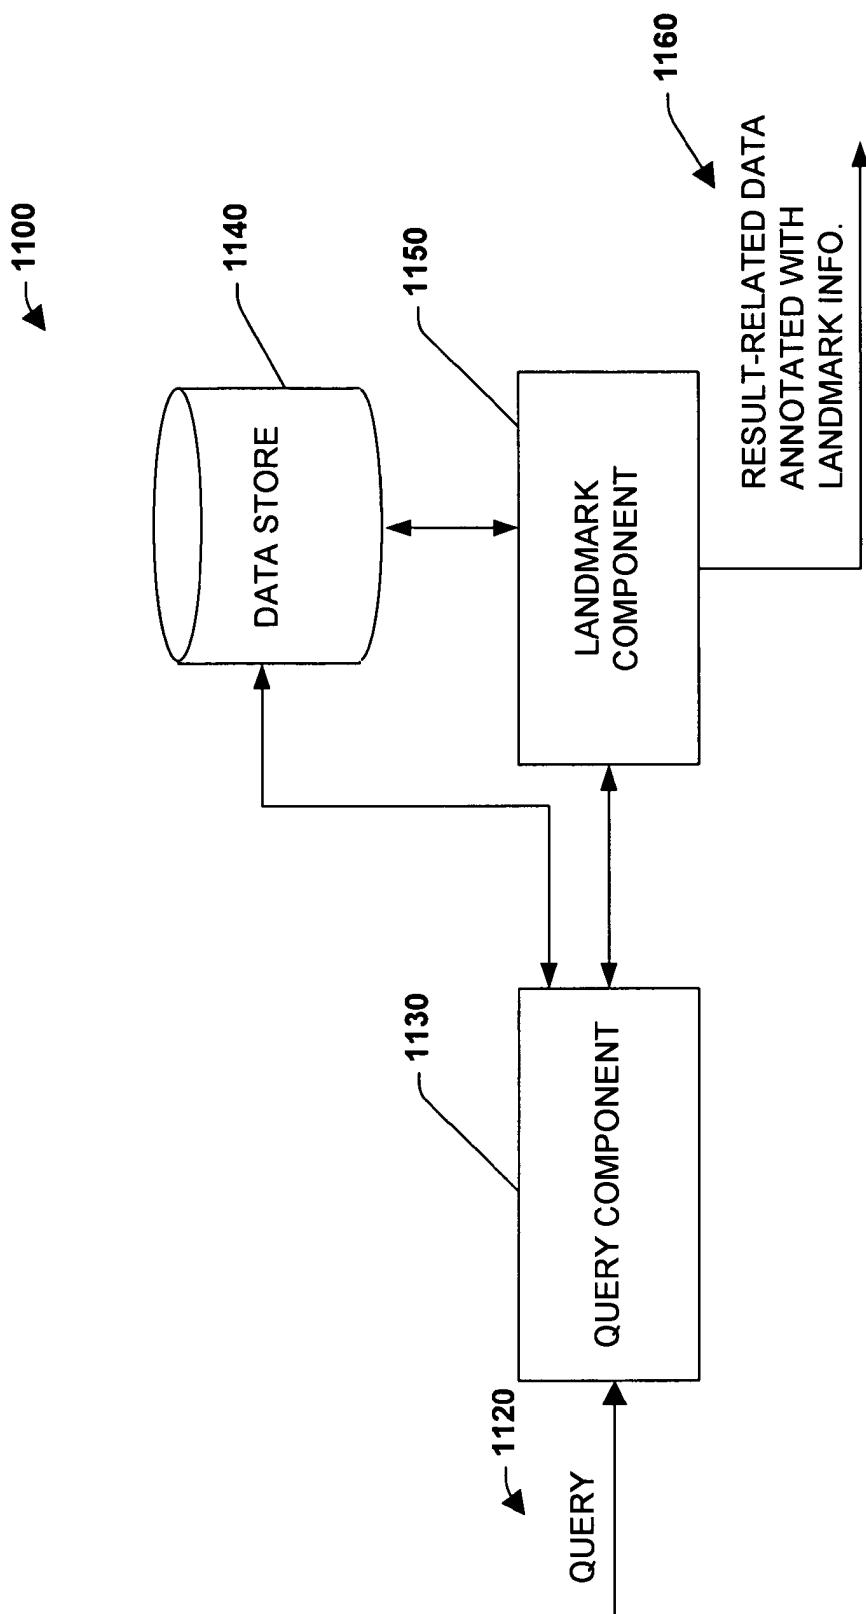 1100
1140
DATA STORE
1150
LANDMARK
COMPONENT
1160
RESULT-RELATED DATA
ANNOTATED WITH
LANDMARK INFO.
1130
QUERY COMPONENT
1120
QUERY